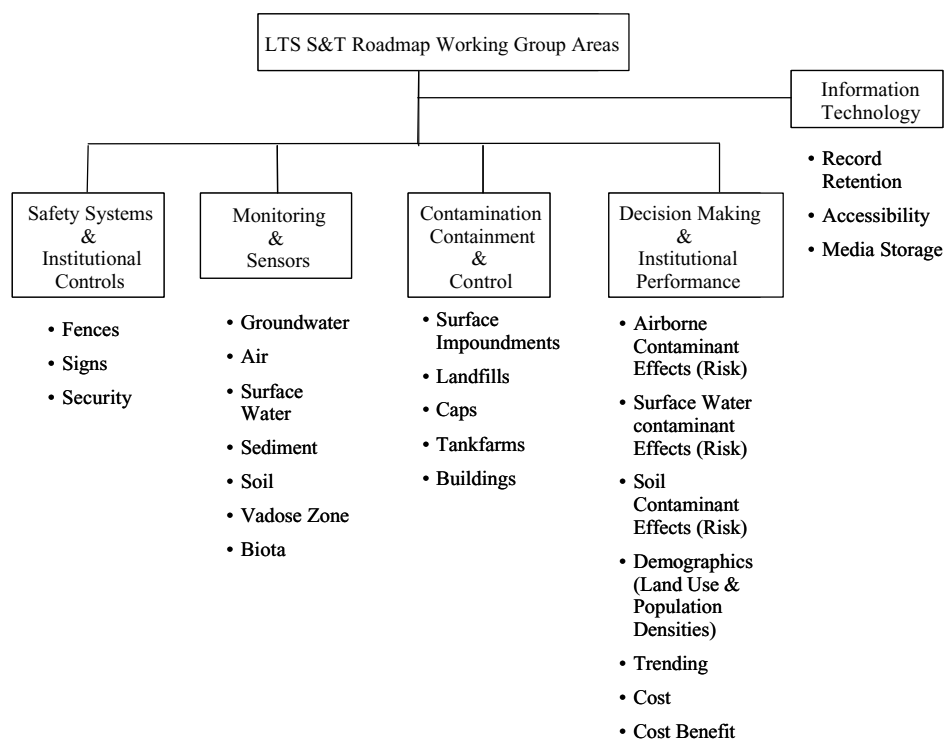 LTS S&T Roadmap Working Group Areas
Information
Technology
• Record
Retention
• Accessibility
• Media Storage
Safety Systems
&
Institutional
Controls
• Fences
• Signs
• Security
Monitoring
&
Sensors
• Groundwater
• Air
• Surface
Water
• Sediment
• Soil
• Vadose Zone
• Biota
Contamination
Containment
&
Control
• Surface
Impoundments
• Landfills
• Caps
• Tankfarms
• Buildings
Decision Making
&
Institutional
Performance
• Airborne
Contaminant
Effects (Risk)
• Surface Water
contaminant
Effects (Risk)
• Soil
Contaminant
Effects (Risk)
• Demographics
(Land Use &
Population
Densities)
• Trending
• Cost
• Cost Benefit